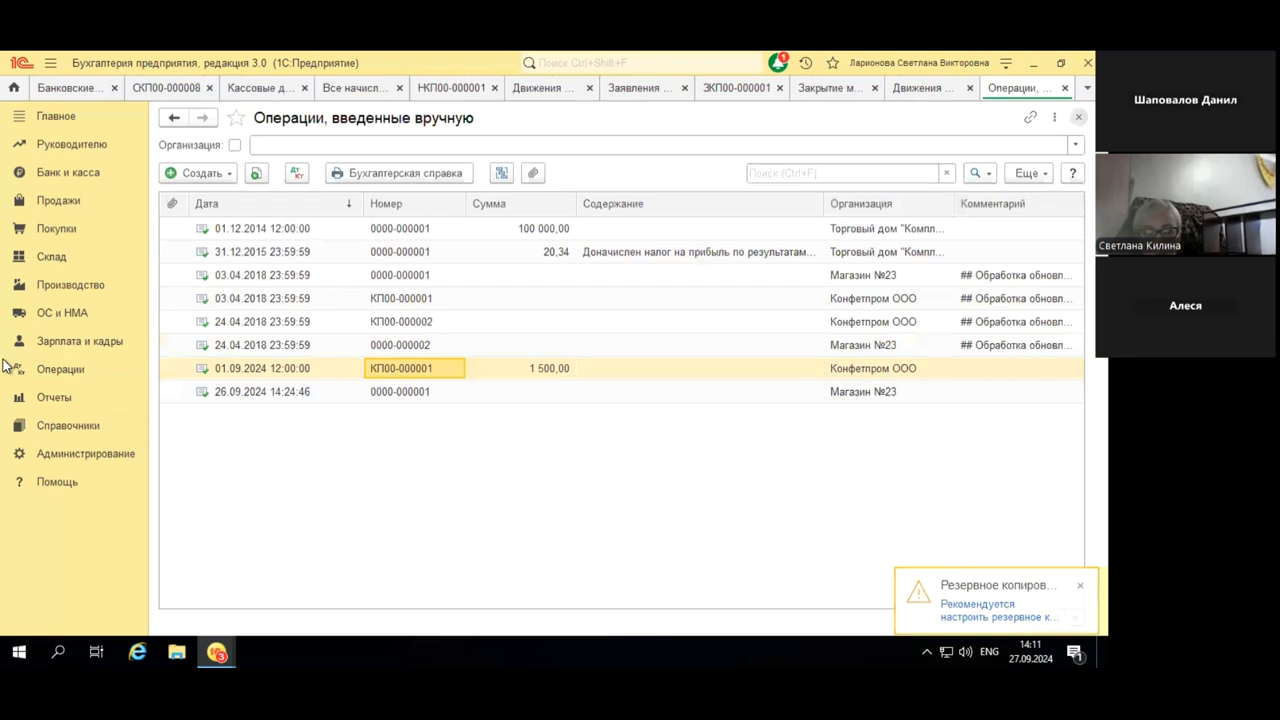 1С Бухгалтерия предприятия, редакция 3.0 (1С:Предприятие) Поиск Ctrl+Shift+F 1 Ларионова Светлана Викторовна
Банковские... СКП00-000008 Кассовые д... Все начисл... НКП00-000001 Движения ... Заявления ... ЗКП00-000001 Закрытие м... Движения ... Операции, ...
Главное
Руководителю
Банк и касса
Продажи
Покупки
Склад
Производство
ОС и НМА
Зарплата и кадры
Дт Кт Операции
Отчеты
Справочники
Администрирование
? Помощь
Операции, введенные вручную
Организация:
Создать Дт Кт Бухгалтерская справка Поиск (Ctrl+F) Еще ?
Дата Номер Сумма Содержание Организация Комментарий
01.12.2014 12:00:00 0000-000001 100 000,00 Торговый дом "Компл...
31.12.2015 23:59:59 0000-000001 20,34 Доначислен налог на прибыль по результатам... Торговый дом "Компл...
03.04.2018 23:59:59 0000-000001 Магазин №23 ## Обработка обновл...
03.04.2018 23:59:59 КП00-000001 Конфетпром ООО ## Обработка обновл...
24.04.2018 23:59:59 КП00-000002 Конфетпром ООО ## Обработка обновл...
24.04.2018 23:59:59 0000-000002 Магазин №23 ## Обработка обновл...
01.09.2024 12:00:00 КП00-000001 1 500,00 Конфетпром ООО
26.09.2024 14:24:46 0000-000001 Магазин №23
Резервное копиров...
Рекомендуется
настроить резервное к...
ENG
14:11
27.09.2024
1
3
Шаповалов Данил
Светлана Килина
Алеся